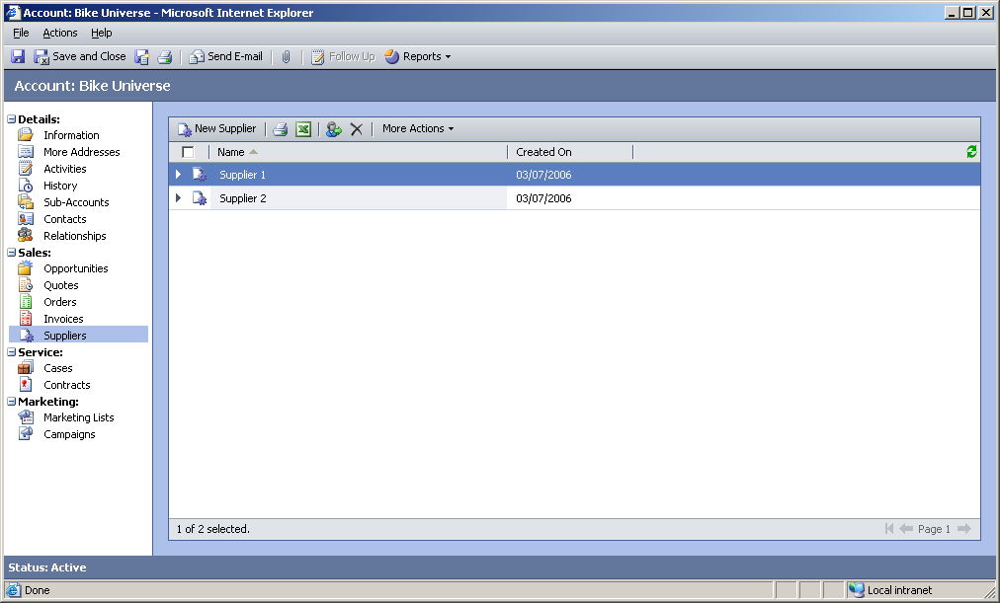 Account: Bike Universe - Microsoft Internet Explorer
File Actions Help
Save and Close Send E-mail Follow Up Reports
Account: Bike Universe
Details:
Information
More Addresses
Activities
History
Sub-Accounts
Contacts
Relationships
Sales:
Opportunities
Quotes
Orders
Invoices
Suppliers
Service:
Cases
Contracts
Marketing:
Marketing Lists
Campaigns
New Supplier More Actions
Name Created On
Supplier 1 03/07/2006
Supplier 2 03/07/2006
1 of 2 selected. Page 1
Status: Active
Done Local intranet